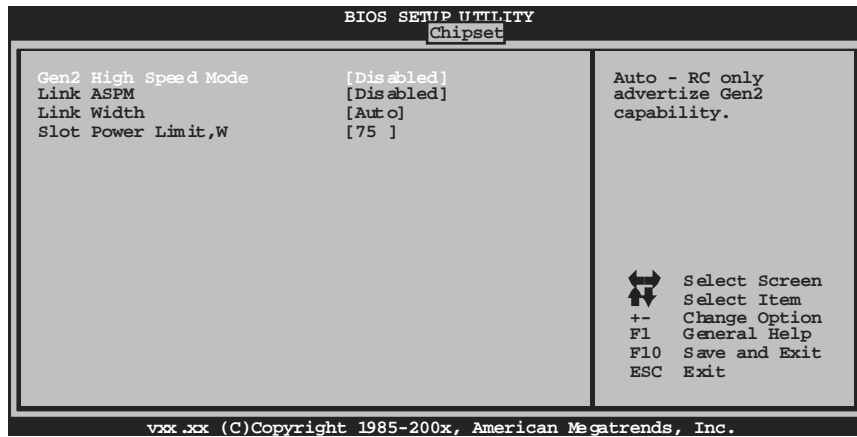 BIOS SETUP UTILITY
Chipset
Gen2 High Speed Mode [Disabled]
Link ASPM [Disabled]
Link Width [Auto]
Slot Power Limit,W [75 ]
Auto - RC only
advertize Gen2
capability.
Select Screen
Select Item
+- Change Option
F1 General Help
F10 Save and Exit
ESC Exit
vxx.xx (C)Copyright 1985-200x, American Megatrends, Inc.